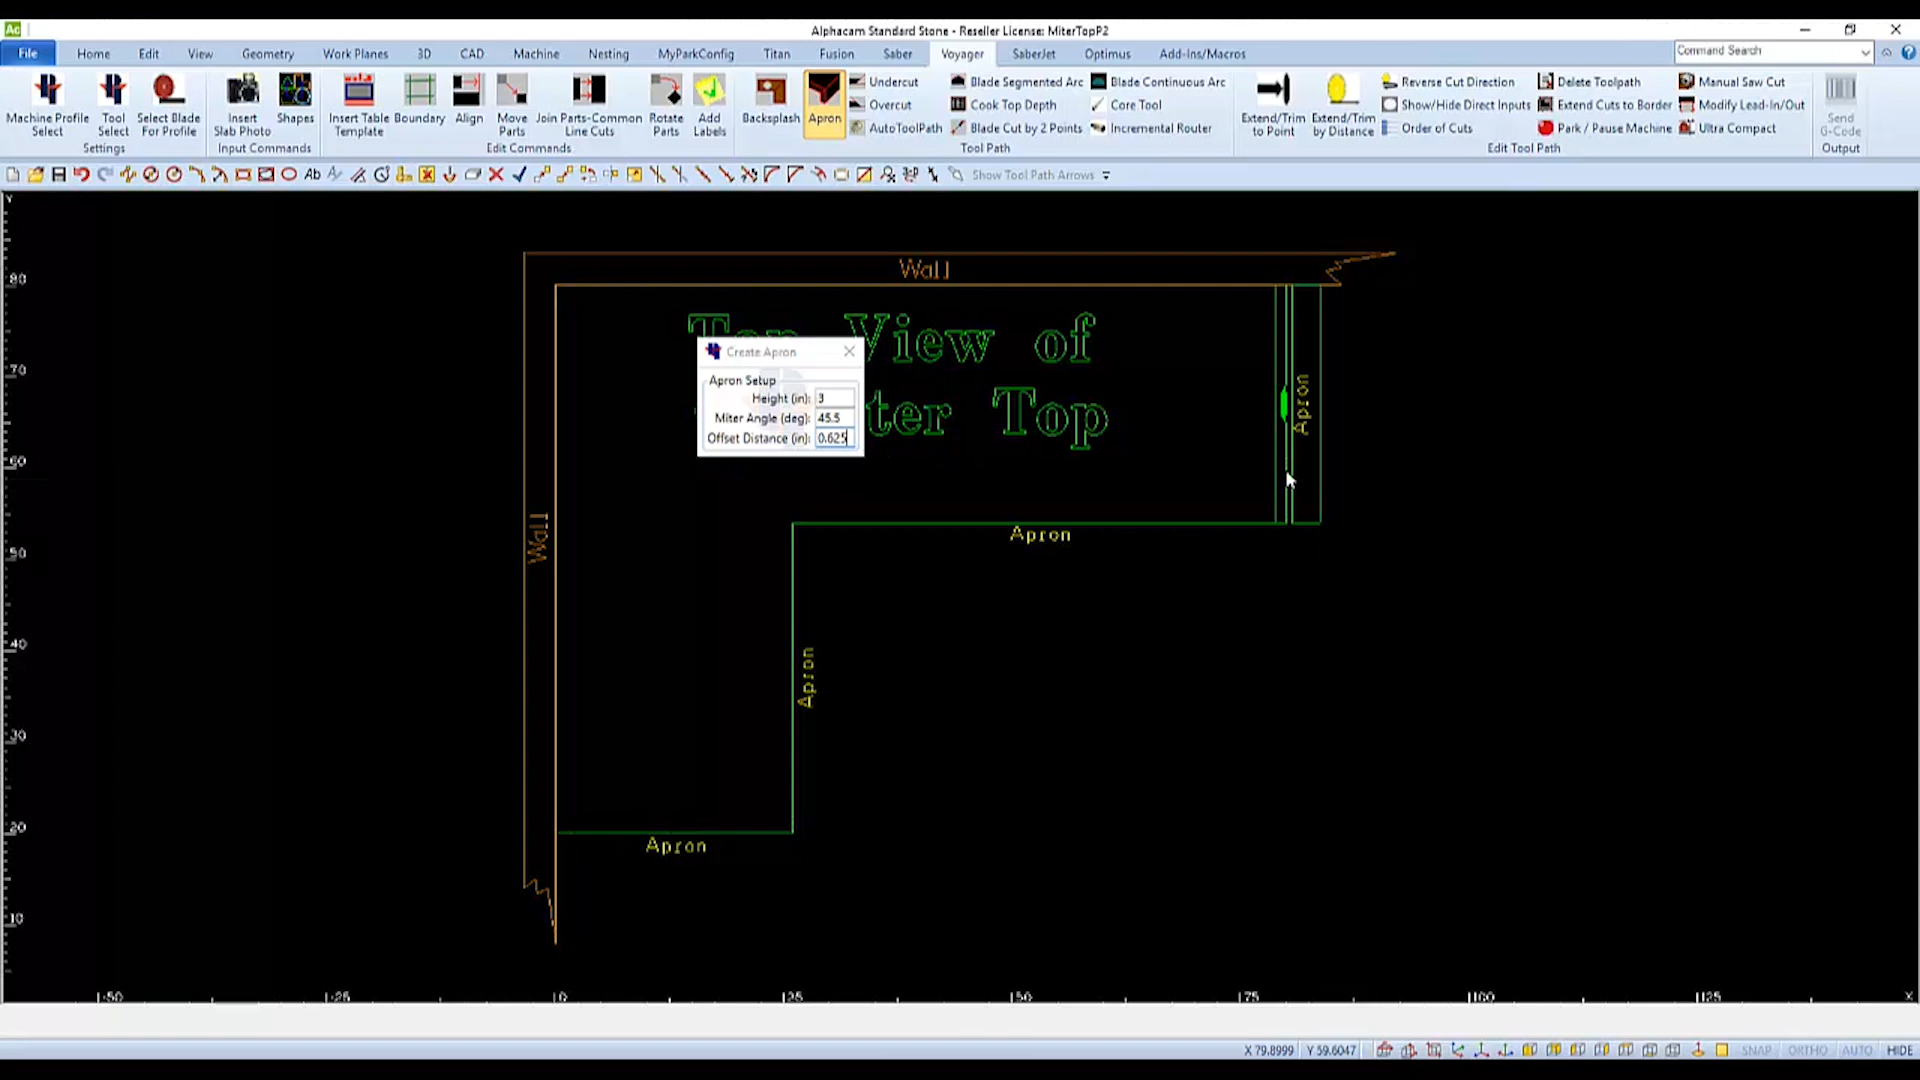 Alphacam Standard Stone - Reseller License: MiterTopP2
File Home Edit View Geometry Work Planes 3D CAD Machine Nesting MyParkConfig Titan Fusion Saber Voyager SaberJet Optimus Add-Ins/Macros Command Search
Machine Profile Select
Tool Select
Select Blade For Profile
Settings
Insert Slab Photo
Shapes
Input Commands
Insert Table Template
Boundary
Align
Move Parts
Join Parts-Common Line Cuts
Rotate Parts
Add Labels
Edit Commands
Backsplash
Apron
Undercut
Overcut
AutoToolPath
Blade Segmented Arc
Cook Top Depth
Blade Cut by 2 Points
Blade Continuous Arc
Core Tool
Incremental Router
Tool Path
Extend/Trim to Point
Extend/Trim by Distance
Reverse Cut Direction
Show/Hide Direct Inputs
Order of Cuts
Delete Toolpath
Extend Cuts to Border
Park / Pause Machine
Manual Saw Cut
Modify Lead-In/Out
Ultra Compact
Edit Tool Path
Send G-Code
Output
Show Tool Path Arrows
Y
80
70
60
50
40
30
20
10
Wall
View of
Top
Create Apron
Apron Setup
Height (in): 3
Miter Angle (deg): 45.5
Offset Distance (in): 0.625
Apron
Wall
Apron
Apron
Apron
-50 -25 0 25 50 75 100 125 X
X 79.8999 Y 59.6047 SNAP ORTHO AUTO HIDE